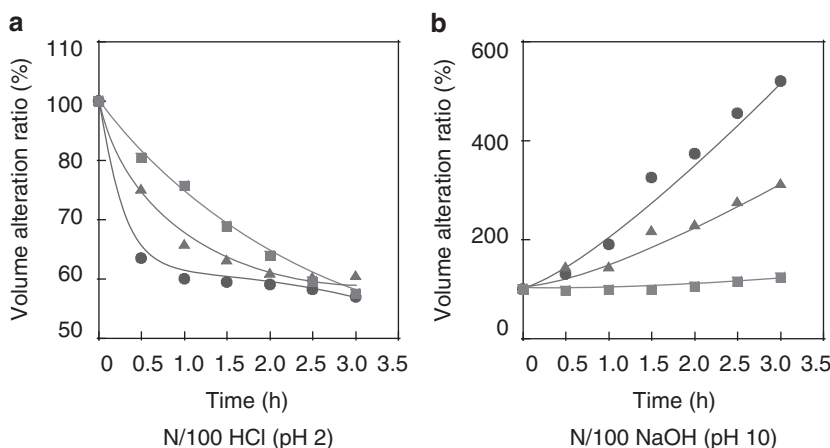 a
Volume alteration ratio (%)
110
100
80
70
60
50
0 0.5 1.0 1.5 2.0 2.5 3.0 3.5
Time (h)
N/100 HCl (pH 2)
b
Volume alteration ratio (%)
600
400
200
0
0 0.5 1.0 1.5 2.0 2.5 3.0 3.5
Time (h)
N/100 NaOH (pH 10)